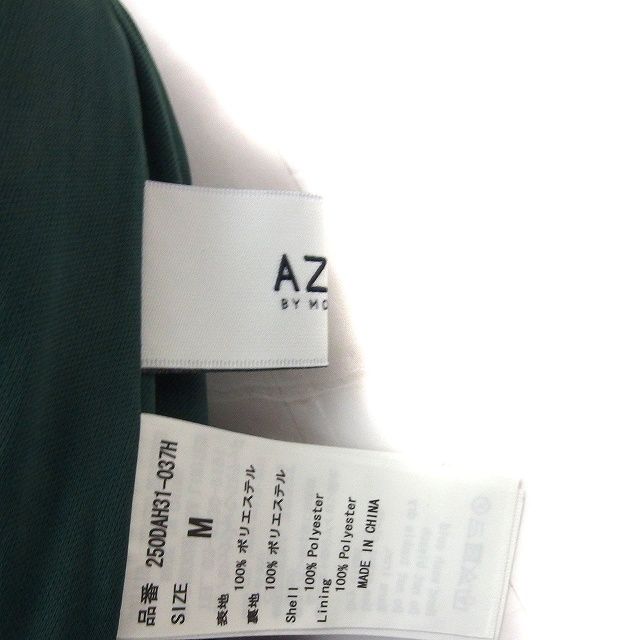 AZ
BY MO
品番 250DAH31-037H
SIZE M
表地 100% ポリエステル
裏地 100% ポリエステル
Shell
100% Polyester
Lining
100% Polyester
MADE IN CHINA